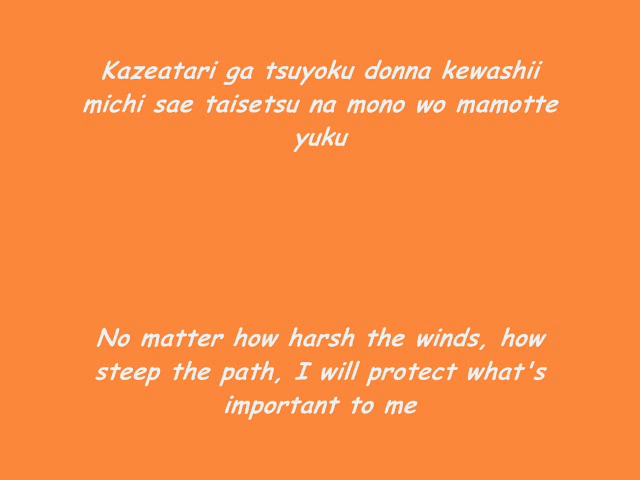 Kazeatari ga tsuyoku donna kewashii
michi sae taisetsu na mono wo mamotte
yuku
No matter how harsh the winds, how
steep the path, I will protect what's
important to me